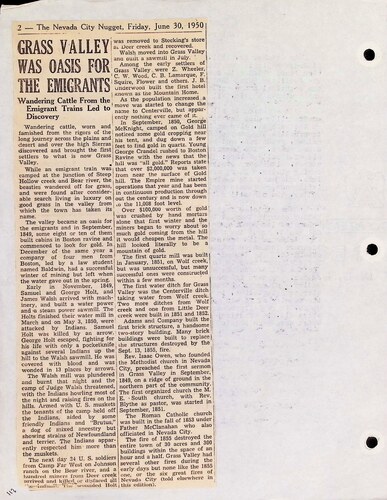 2 — The Nevada City Nugget, Friday, June 30, 1950
GRASS VALLEY
WAS OASIS FOR
THE EMIGRANTS
Wandering Cattle From the
Emigrant Trains Led to
Discovery
Wandering cattle, worn and
famished from the rigors of the
long journey across the plains and
desert and over the high Sierras
discovered and brought the first
settlers to what is now Grass
Valley.
While an emigrant train was
camped at the junction of Steep
Hollow creek and Bear river, the
beasties wandered off for grass,
and were found after consider-
able search living in luxury on
good grass in the valley from
which the town has taken its
name.
The valley became an oasis for
the emigrants and in September,
1849, some eight or ten of them
built cabins in Boston ravine and
commenced to look for gold. In
December of the same year a
company of four men from
Boston, led by a law student
named Baldwin, had a successful
winter of mining but left when
the water gave out in the spring.
Early in November, 1849,
Samuel and George Holt, and
James Walsh arrived with mach-
inery, and built a water power
and a steam power sawmill. The
Holts finished their water mill in
March and on May 3, 1850, were
attacked by Indians. Samuel
Holt was killed by an arrow.
George Holt escaped, fighting for
his life with only a pocketknife
against several Indians up the
hill to the Walsh sawmill. He was
covered with blood and was
wended in 13 places by arrows.
The Walsh mill was plundered
and burnt that night and the
camp of Judge Walsh threatened,
with the Indians howling most of
the night and raising fires on the
hills. Armed with U.S. muskets
the tenants of the camp held off
the Indians, aided by some
friendly Indians and "Brutus,"
a dog of mixed ancestry but
showing strains of Newfoundland
and terrier. The Indians appar-
ently respected him more than
the muskets.
The next day 24 U. S. soldiers
from Camp Far West on Johnson
ranch on the Bear river, and a
hundred miners from Deer creek
arrived and killed or disbursed all
was removed to Stocking's store
in Deer creek and recovered.
Walsh moved into Grass Valley
and built a sawmill in July.
Among the early settlers of
Grass Valley were Z. Wheeler,
C. W. Wood, C. B. Lamarque, F.
Squire, Flower and others. J. B.
Underwood built the first hotel
known as the Mountain Home.
As the population increased a
move was started to change the
name to Centerville, but appar-
ently nothing ever came of it.
In September, 1850, George
McKnight, camped on Gold hill
noticed some gold cropping near
his tent, and dug down a few
feet to find gold in quartz. Young
George Crandel rushed to Boston
Ravine with the news that the
hill was "all gold." Reports state
that over $2,000,000 was taken
from near the surface of Gold
hill. The Empire mine started
operations that year and has been
in continuous production through
out the century and is now down
to the 11,000 foot level.
Over $100,000 worth of gold
was crushed by hand mortars
alone that first winter and the
miners began to worry about so
much gold coming from the hill
it would cheapen the metal. The
hill looked literally to be a
mountain of gold.
The first quartz mill was built
in January, 1851, on Wolf creek,
but was unsuccessful, but many
successful ones were constructed
within a few months.
The first water ditch for Grass
Valley was the Centerville ditch
taking water from Wolf creek.
Two more ditches from Wolf
creek and one from Little Deer
creek were built in 1851 and 1852.
Adams and Company built the
first brick structure, a handsome
two-story building. Many brick
buildings were built to replace
the structures destroyed by the
Sept. 13, 1855, fire.
Rev. Isaac Owen, who founded
the Methodist church in Nevada
City, preached the first sermon
in Grass Valley in September,
1849, on a ridge of ground in the
northern part of community.
The first organized church the M.
E. South church, with Rev.
Blythe as pastor, was started in
September, 1851.
The Roman Catholic church
was built in the fall of 1853 under
Father McClanahan who also
officiated in Nevada City.
The fire of 1855 destroyed the
entire town of 30 acres and 300
buildings within the space of an
hour and a half. Grass Valley had
several other fires during the
early days but none like the 1855
one, or the six great fires of
Nevada City (told elsewhere in
this edition).